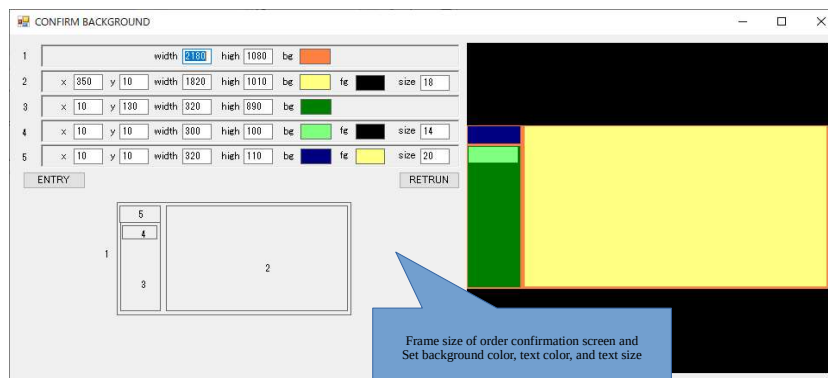 CONFIRM BACKGROUND
1 width 2180 high 1080 bg
2 x 350 y 10 width 1820 high 1010 bg fg size 18
3 x 10 y 130 width 320 high 890 bg
4 x 10 y 10 width 300 high 100 bg fg size 14
5 x 10 y 10 width 320 high 110 bg fg size 20
ENTRY RETRUN
5
4
1
2
3
Frame size of order confirmation screen and
Set background color, text color, and text size